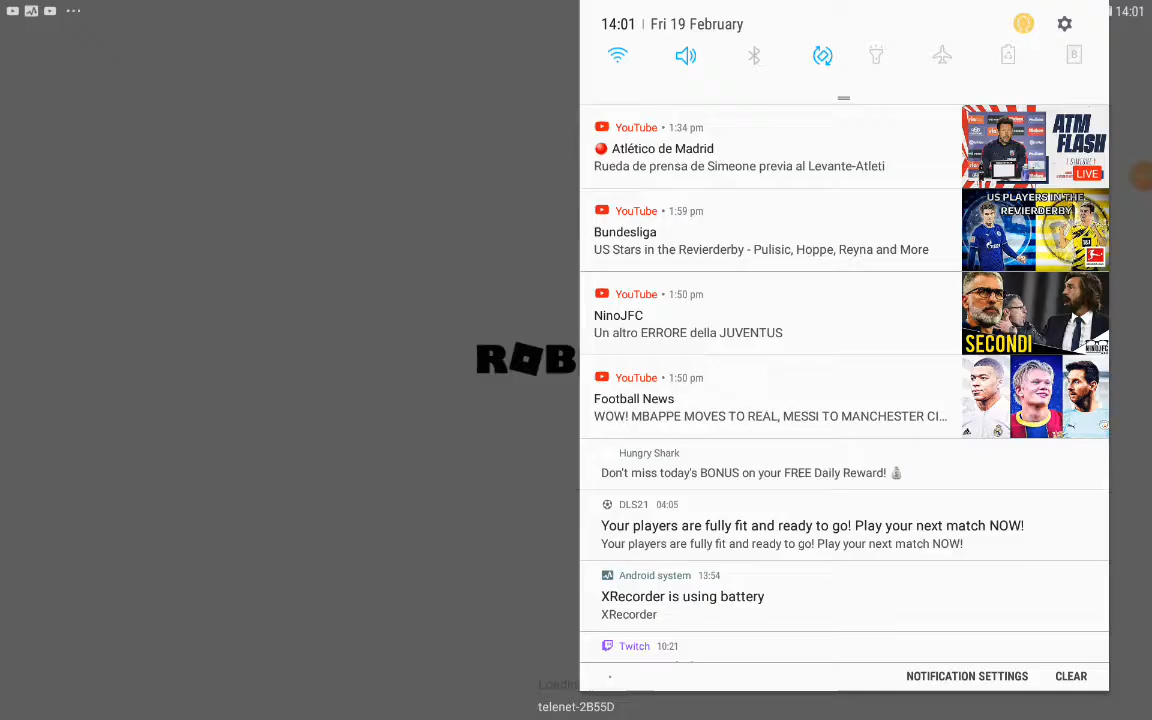 14:01 | Fri 19 February
14:01
YouTube • 1:34 pm
Atlético de Madrid
Rueda de prensa de Simeone previa al Levante-Atleti
ATM
FLASH
SIMEONE
LIVE
YouTube • 1:59 pm
Bundesliga
US Stars in the Revierderby - Pulisic, Hoppe, Reyna and More
US PLAYERS IN THE
REVIERDERBY
YouTube • 1:50 pm
NinoJFC
Un altro ERRORE della JUVENTUS
SECONDI
NINOJFC
ROB
YouTube • 1:50 pm
Football News
WOW! MBAPPE MOVES TO REAL, MESSI TO MANCHESTER CI...
Hungry Shark
Don't miss today's BONUS on your FREE Daily Reward! 💰
DLS21 04:05
Your players are fully fit and ready to go! Play your next match NOW!
Your players are fully fit and ready to go! Play your next match NOW!
Android system 13:54
XRecorder is using battery
XRecorder
Twitch 10:21
NOTIFICATION SETTINGS CLEAR
telenet-2B55D